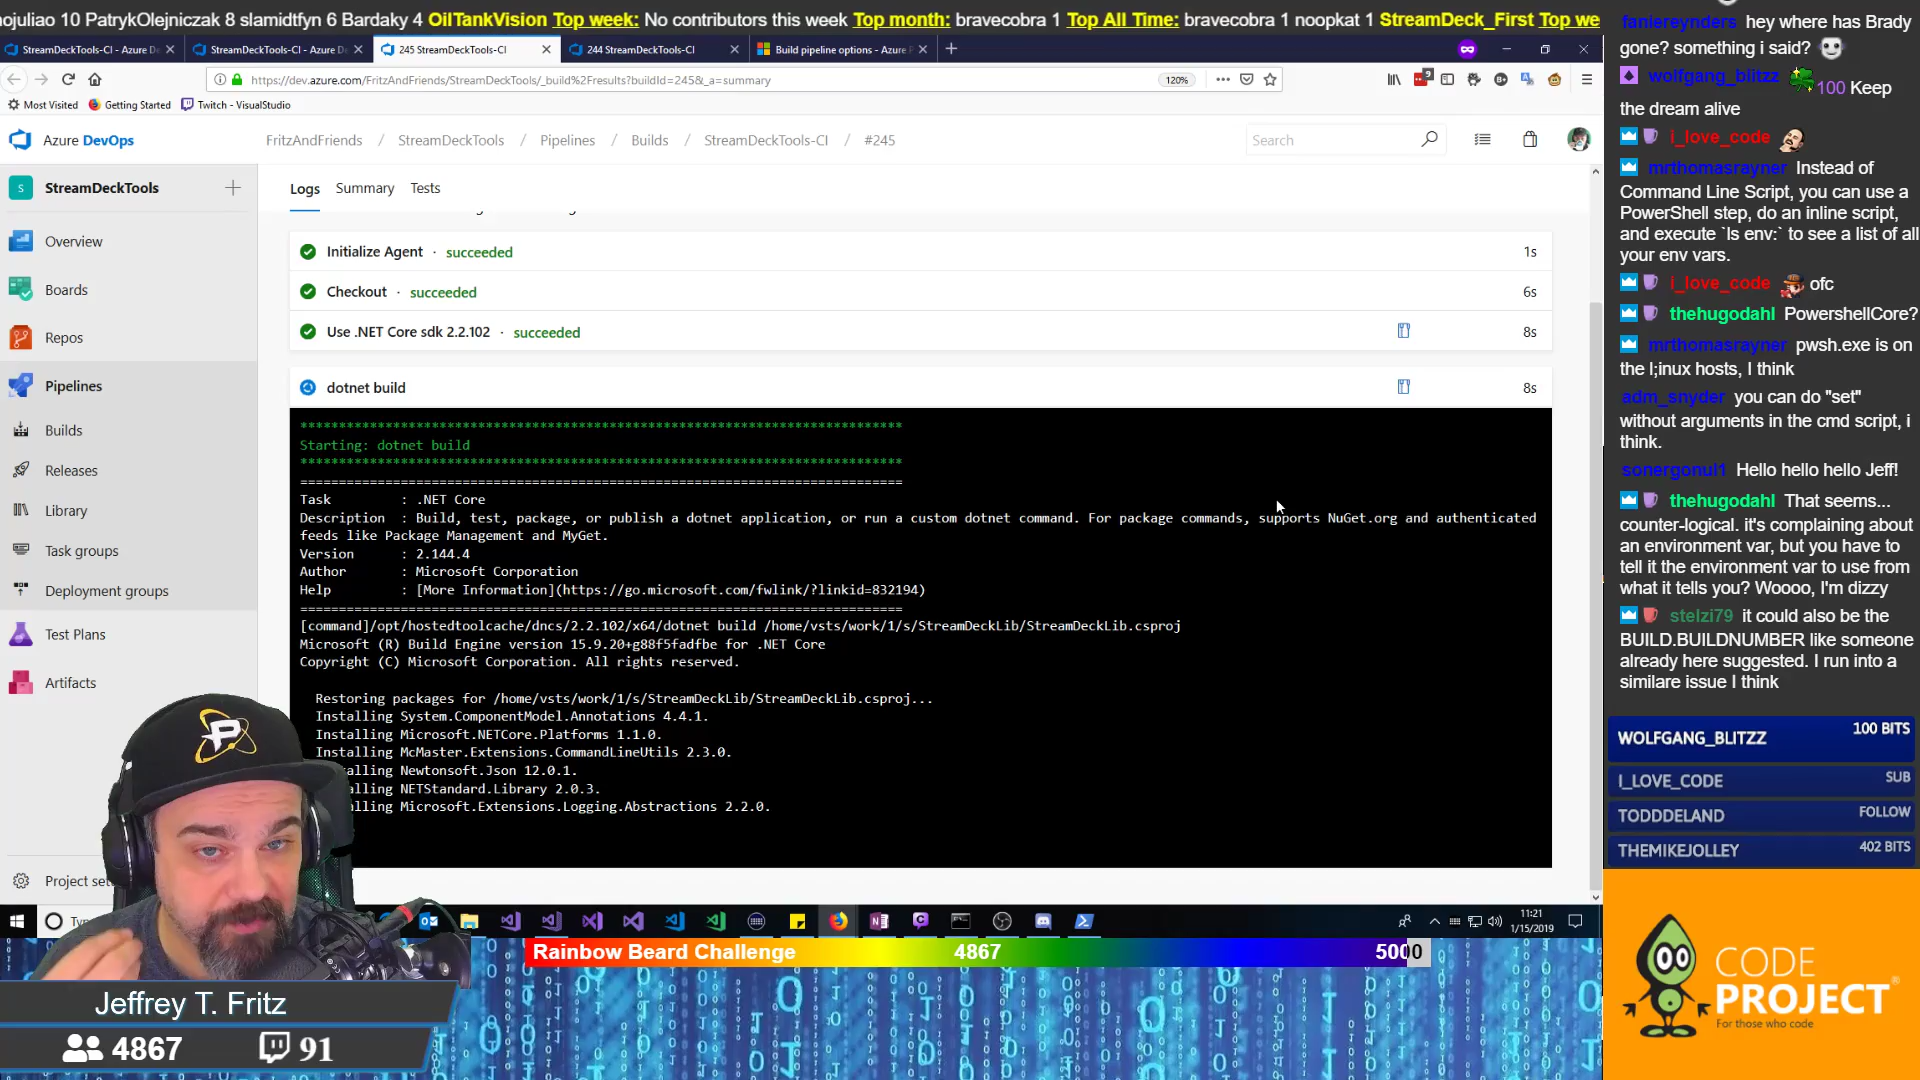 nojuliao 10 PatrykOlejniczak 8 slamidtfyn 6 Bardaky 4 OilTankVision Top week: No contributors this week Top month: bravecobra 1 Top All Time: bravecobra 1 noopkat 1 StreamDeck_First Top we
StreamDeckTools-CI - Azure De
StreamDeckTools-CI - Azure De
245 StreamDeckTools-CI
244 StreamDeckTools-CI
Build pipeline options - Azure P
https://dev.azure.com/FritzAndFriends/StreamDeckTools/_build%2Fresults?buildId=245&_a=summary
120%
Most Visited
Getting Started
Twitch - VisualStudio
Azure DevOps
FritzAndFriends / StreamDeckTools / Pipelines / Builds / StreamDeckTools-CI / #245
Search
S StreamDeckTools
Overview
Boards
Repos
Pipelines
Builds
Releases
Library
Task groups
Deployment groups
Test Plans
Artifacts
Project set
Logs Summary Tests
Initialize Agent · succeeded 1s
Checkout · succeeded 6s
Use .NET Core sdk 2.2.102 · succeeded 8s
dotnet build 8s
Starting: dotnet build
Task : .NET Core
Description : Build, test, package, or publish a dotnet application, or run a custom dotnet command. For package commands, supports NuGet.org and authenticated
feeds like Package Management and MyGet.
Version : 2.144.4
Author : Microsoft Corporation
Help : [More Information](https://go.microsoft.com/fwlink/?linkid=832194)
[command]/opt/hostedtoolcache/dncs/2.2.102/x64/dotnet build /home/vsts/work/1/s/StreamDeckLib/StreamDeckLib.csproj
Microsoft (R) Build Engine version 15.9.20+g88f5fadfbe for .NET Core
Copyright (C) Microsoft Corporation. All rights reserved.
Restoring packages for /home/vsts/work/1/s/StreamDeckLib/StreamDeckLib.csproj...
Installing System.ComponentModel.Annotations 4.4.1.
Installing Microsoft.NETCore.Platforms 1.1.0.
Installing McMaster.Extensions.CommandLineUtils 2.3.0.
alling Newtonsoft.Json 12.0.1.
alling NETStandard.Library 2.0.3.
alling Microsoft.Extensions.Logging.Abstractions 2.2.0.
11:21
1/15/2019
Rainbow Beard Challenge 4867 5000
Jeffrey T. Fritz
4867 91
faniereynders hey where has Brady
gone? something i said?
wolfgang_blitzz 100 Keep
the dream alive
i_love_code
mrthomasrayner Instead of
Command Line Script, you can use a
PowerShell step, do an inline script,
and execute `ls env:` to see a list of all
your env vars.
i_love_code ofc
thehugodahl PowershellCore?
mrthomasrayner pwsh.exe is on
the l;inux hosts, I think
adm_snyder you can do "set"
without arguments in the cmd script, i
think.
sonergonul1 Hello hello hello Jeff!
thehugodahl That seems...
counter-logical. it's complaining about
an environment var, but you have to
tell it the environment var to use from
what it tells you? Woooo, I'm dizzy
stelzi79 it could also be the
BUILD.BUILDNUMBER like someone
already here suggested. I run into a
similare issue I think
WOLFGANG_BLITZZ 100 BITS
I_LOVE_CODE SUB
TODDDELAND FOLLOW
THEMIKEJOLLEY 402 BITS
CODE
PROJECT®
For those who code